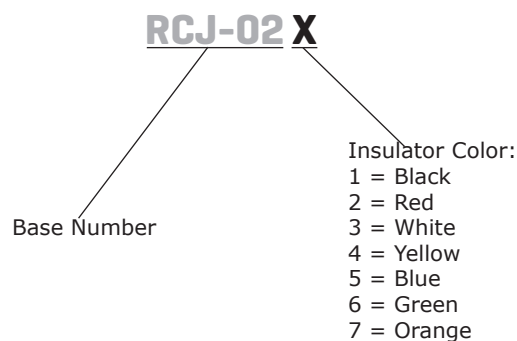 RCJ-02 X
Insulator Color:
1 = Black
2 = Red
3 = White
Base Number
4 = Yellow
5 = Blue
6 = Green
7 = Orange